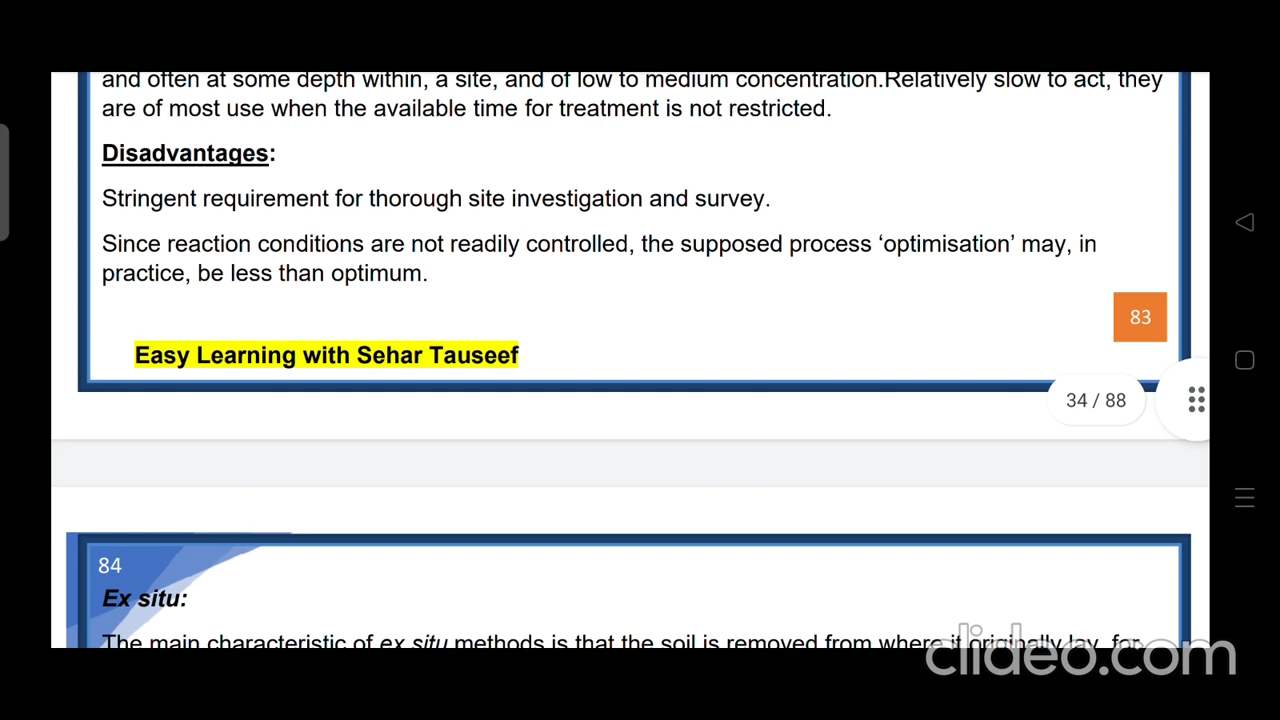 and often at some depth within, a site, and of low to medium concentration.Relatively slow to act, they
are of most use when the available time for treatment is not restricted.
Disadvantages:
Stringent requirement for thorough site investigation and survey.
Since reaction conditions are not readily controlled, the supposed process ‘optimisation’ may, in
practice, be less than optimum.
83
Easy Learning with Sehar Tauseef
34 / 88
84
Ex situ:
The main characteristic of ex situ methods is that the soil is removed from where it originally lay, for
clideo.com